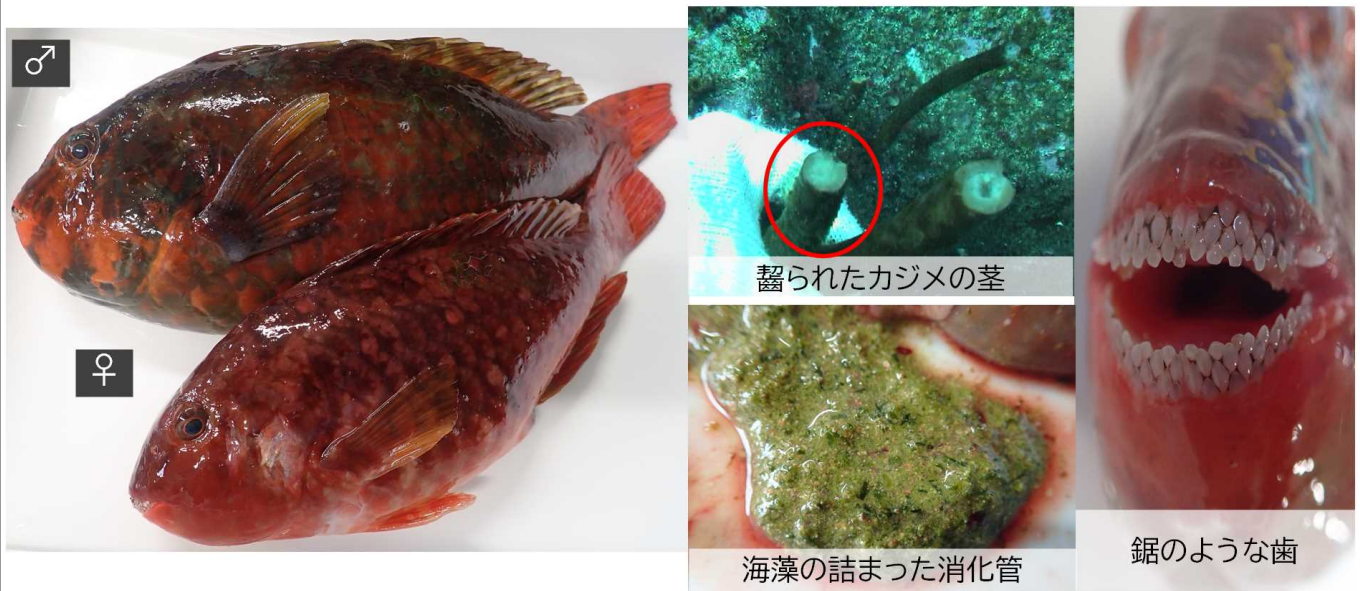 ♂
♀
齧られたカジメの茎
海藻の詰まった消化管
鋸のような歯